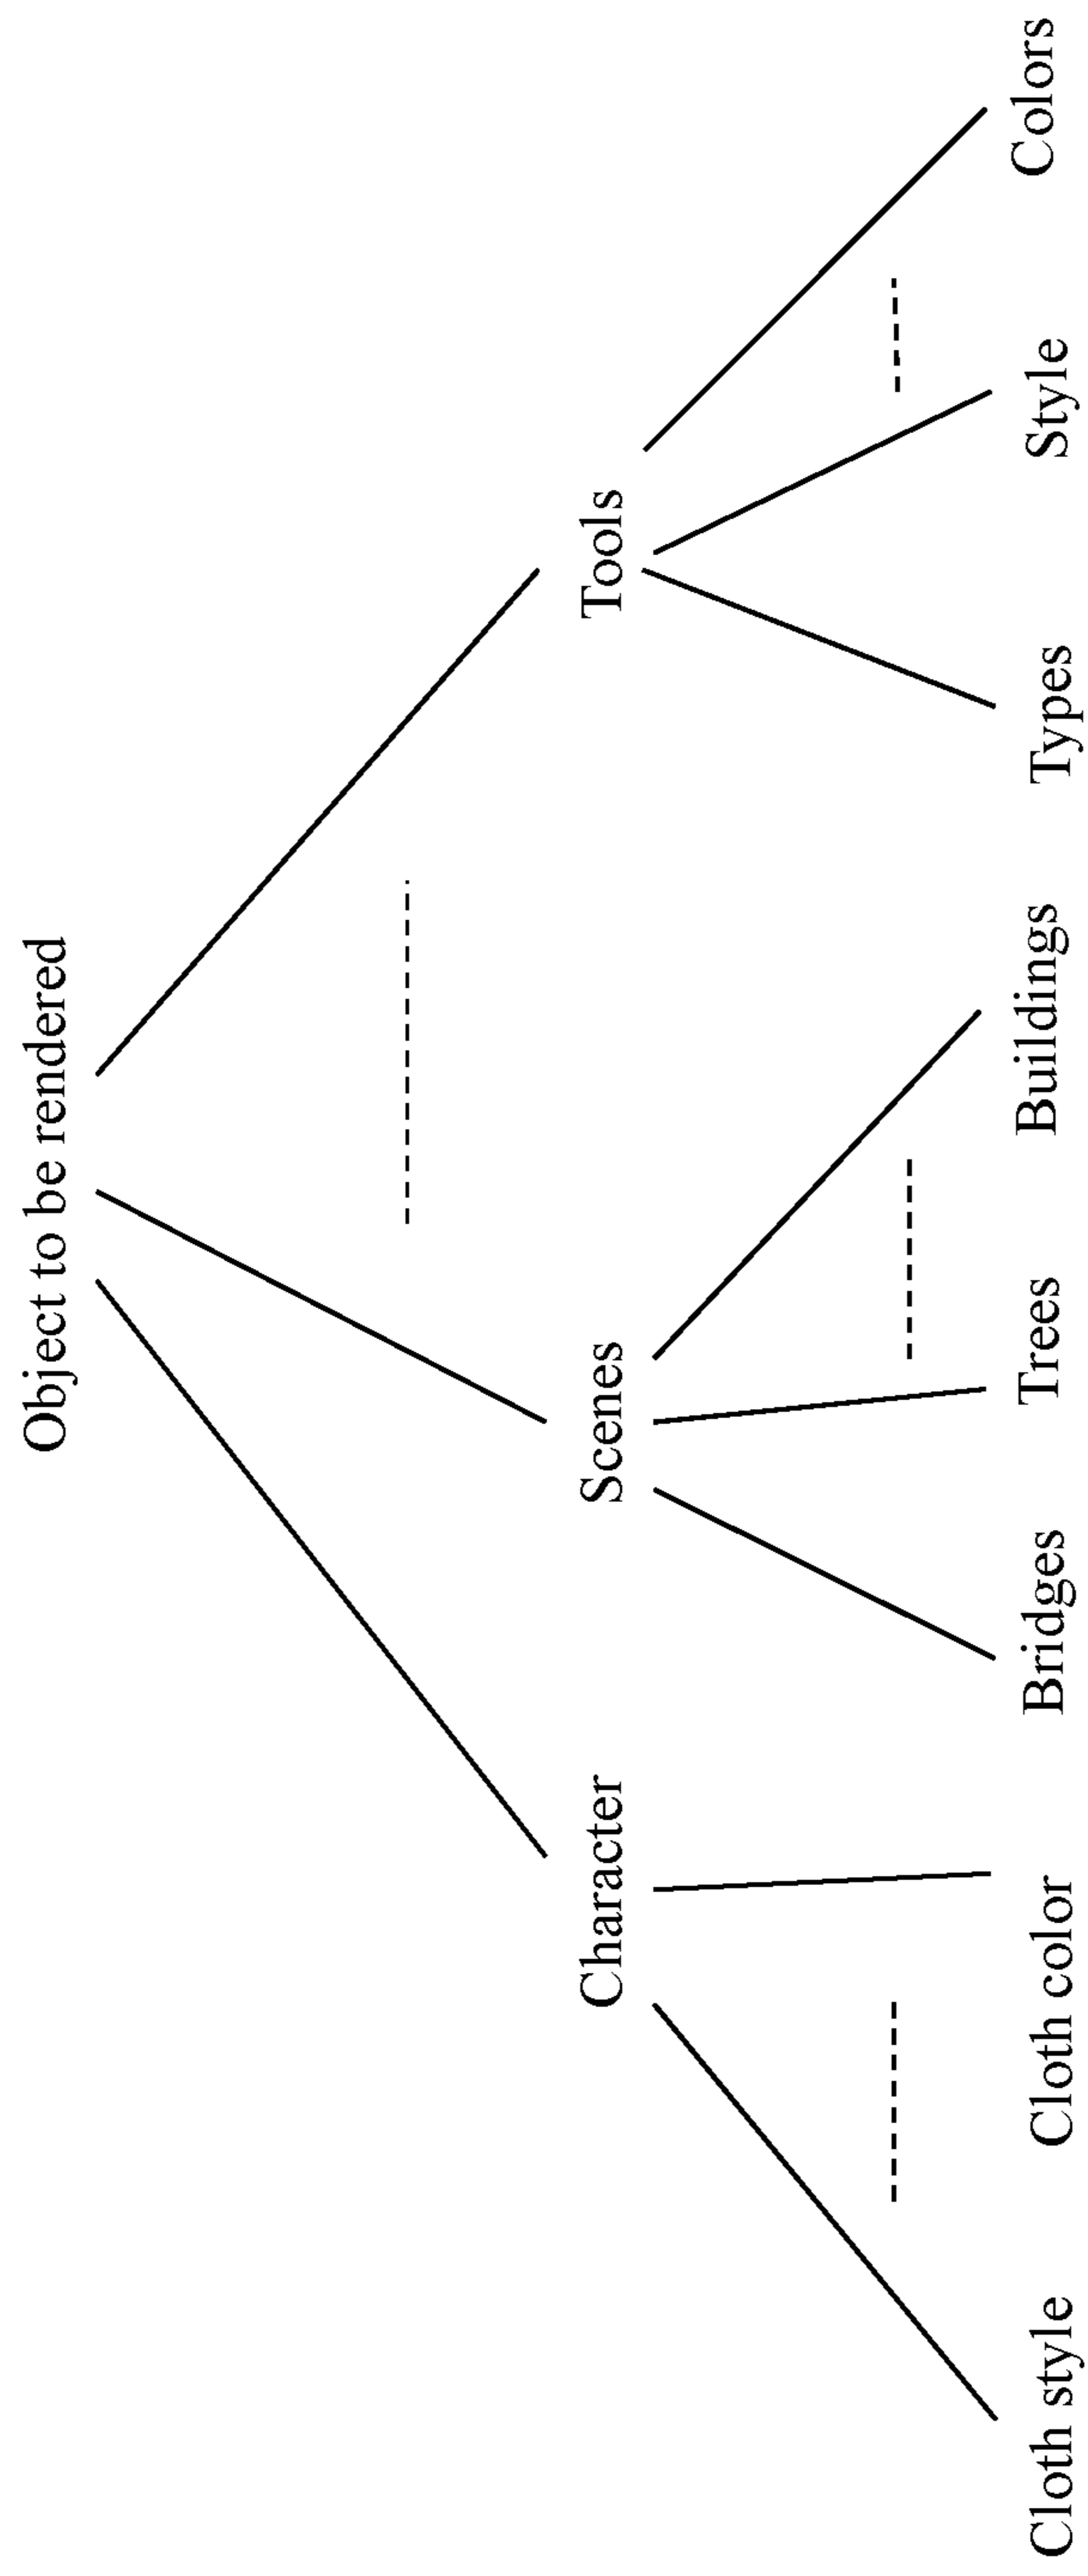 Object to be rendered
Character
Scenes
Tools
Cloth style
Cloth color
Bridges
Trees
Buildings
Types
Style
Colors